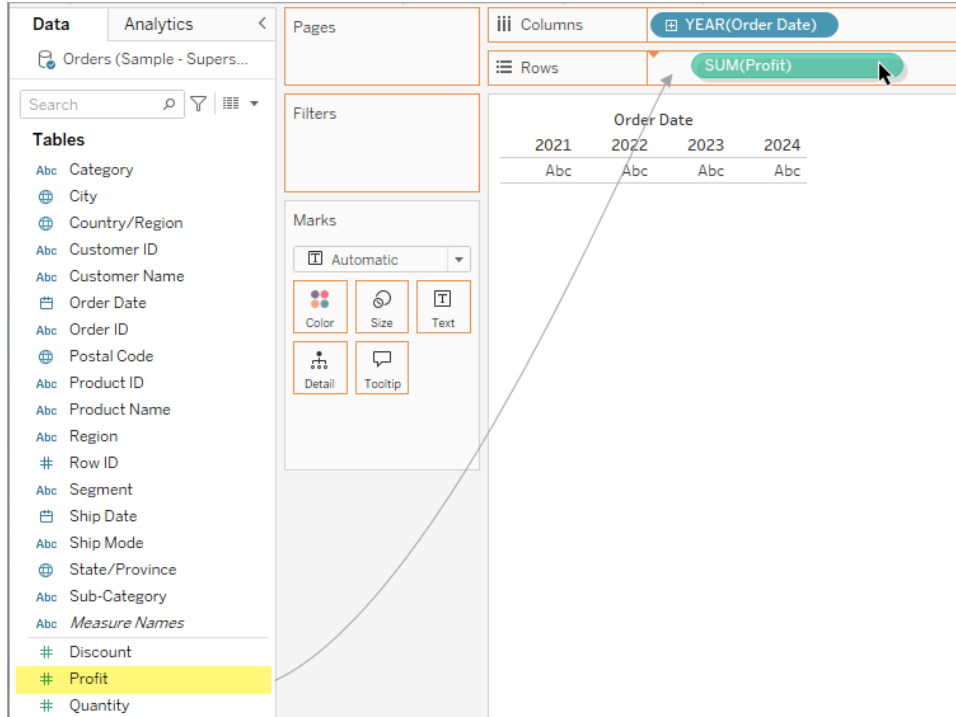 Data
Analytics
Orders (Sample - Supers...
Search
Tables
Abc Category
City
Country/Region
Abc Customer ID
Abc Customer Name
Order Date
Abc Order ID
Postal Code
Abc Product ID
Abc Product Name
Abc Region
# Row ID
Abc Segment
Ship Date
Abc Ship Mode
State/Province
Abc Sub-Category
Abc Measure Names
# Discount
# Profit
# Quantity
Pages
Filters
Marks
T Automatic
Color Size Text
Detail Tooltip
Columns YEAR(Order Date)
Rows SUM(Profit)
Order Date
2021 2022 2023 2024
Abc Abc Abc Abc